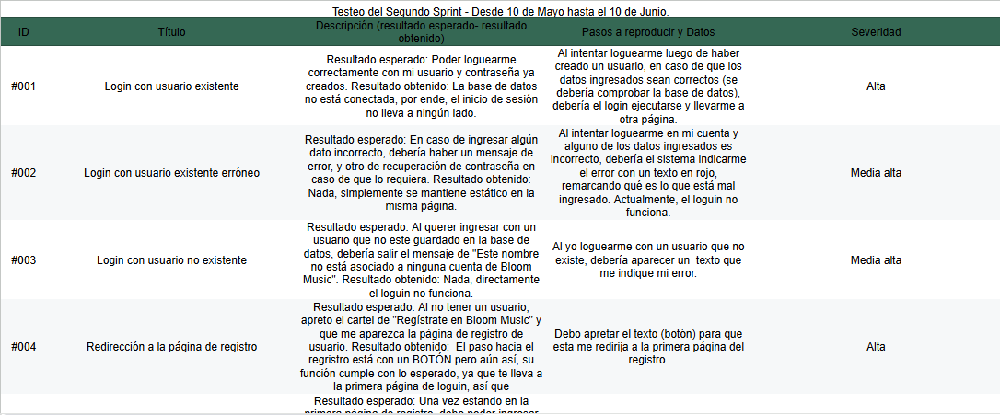 Testeo del Segundo Sprint - Desde 10 de Mayo hasta el 10 de Junio.
ID
Título
Descripción (resultado esperado- resultado
obtenido)
Pasos a reproducir y Datos
Severidad
#001
Login con usuario existente
Resultado esperado: Poder loguearme
correctamente con mi usuario y contraseña ya
creados. Resultado obtenido: La base de datos
no está conectada, por ende, el inicio de sesión
no lleva a ningún lado.
Al intentar loguearme luego de haber
creado un usuario, en caso de que los
datos ingresados sean correctos (se
debería comprobar la base de datos),
debería el login ejecutarse y llevarme a
otra página.
Alta
#002
Login con usuario existente erróneo
Resultado esperado: En caso de ingresar algún
dato incorrecto, debería haber un mensaje de
error, y otro de recuperación de contraseña en
caso de que lo requiera. Resultado obtenido:
Nada, simplemente se mantiene estático en la
misma página.
Al intentar loguearme en mi cuenta y
alguno de los datos ingresados es
incorrecto, debería el sistema indicarme
el error con un texto en rojo,
remarcando qué es lo que está mal
ingresado. Actualmente, el loguin no
funciona.
Media alta
#003
Login con usuario no existente
Resultado esperado: Al querer ingresar con un
usuario que no este guardado en la base de
datos, debería salir el mensaje de "Este nombre
no está asociado a ninguna cuenta de Bloom
Music". Resultado obtenido: Nada, directamente
el loguin no funciona.
Al yo loguearme con un usuario que no
existe, debería aparecer un texto que
me indique mi error.
Media alta
#004
Redirección a la página de registro
Resultado esperado: Al no tener un usuario,
apreto el cartel de "Regístrate en Bloom Music" y
que me aparezca la página de registro de
usuario. Resultado obtenido: El paso hacia el
regristro está con un BOTÓN pero aún así, su
función cumple con lo esperado, ya que te lleva a
la primera página de loguin, así que
Debo apretar el texto (botón) para que
esta me redirija a la primera página del
registro.
Alta
Resultado esperado: Una vez estando en la
primera página de registro, debo poder ingresar